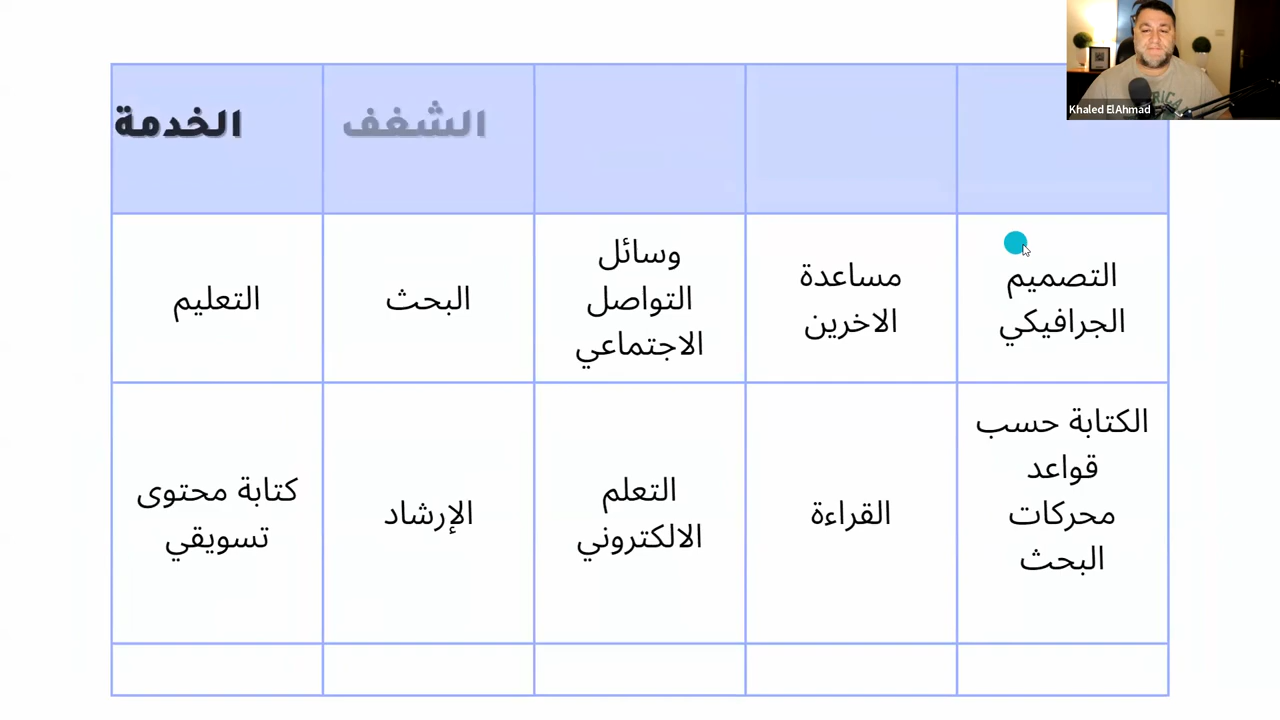 Khaled ElAhmad
الشغف
الخدمة
التصميم
الجرافيكي
مساعدة
الاخرين
وسائل
التواصل
الاجتماعي
البحث
التعليم
الكتابة حسب
قواعد
محركات
البحث
القراءة
التعلم
الالكتروني
الإرشاد
كتابة محتوى
تسويقي